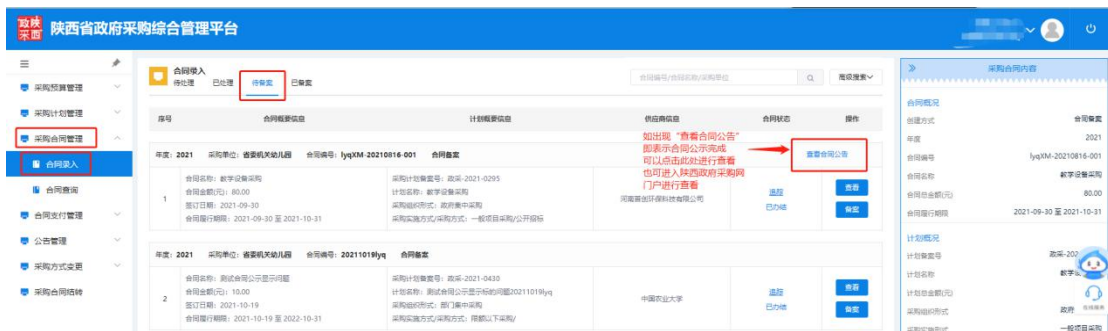 政陕
采西
陕西省政府采购综合管理平台
采购预算管理
采购计划管理
采购合同管理
合同录入
合同查询
合同支付管理
公告管理
采购方式变更
采购合同结转
合同录入
待处理 已处理 待备案 已备案
合同编号/合同名称/采购单位
高级搜索
序号 合同概要信息 计划概要信息 供应商信息 合同状态 操作
如出现“查看合同公告”
即表示合同公示完成
可以点击此处进行查看
也可进入陕西政府采购网
门户进行查看
年度：2021 采购单位：省委机关幼儿园 合同编号：lyqXM-20210816-001 合同备案 查看合同公告
1
合同名称：教学设备采购
合同金额(元)：80.00
签订日期：2021-09-30
合同履行期限：2021-09-30 至 2021-10-31
采购计划备案号：政采-2021-0295
计划名称：教学设备采购
采购组织形式：政府集中采购
采购实施方式/采购方式：一般项目采购/公开招标
河南晋创环保科技有限公司
追踪
已办结
查看
备案
年度：2021 采购单位：省委机关幼儿园 合同编号：20211019lyq 合同备案
2
合同名称：测试合同公示显示问题
合同金额(元)：10.00
签订日期：2021-10-19
合同履行期限：2021-10-19 至 2022-10-31
采购计划备案号：政采-2021-0430
计划名称：测试合同公示显示标的问题20211019lyq
采购组织形式：部门集中采购
采购实施方式/采购方式：限额以下采购/
中国农业大学
追踪
已办结
查看
备案
采购合同内容
合同概况
创建方式 合同备案
年度 2021
合同编号 lyqXM-20210816-001
合同名称 教学设备采购
合同总金额(元) 80.00
合同履行期限 2021-09-30 至 2021-10-31
计划概况
计划备案号 政采-202
计划名称 教学设
计划总金额(元)
采购组织形式 政府
在线服务
采购实施形式 一般项目采购